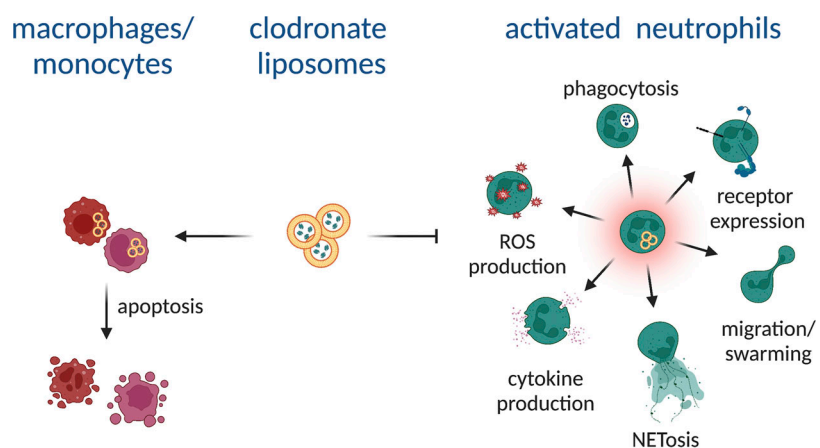 macrophages/
monocytes
clodronate
liposomes
activated neutrophils
phagocytosis
receptor
expression
ROS
production
apoptosis
migration/
swarming
cytokine
production
NETosis